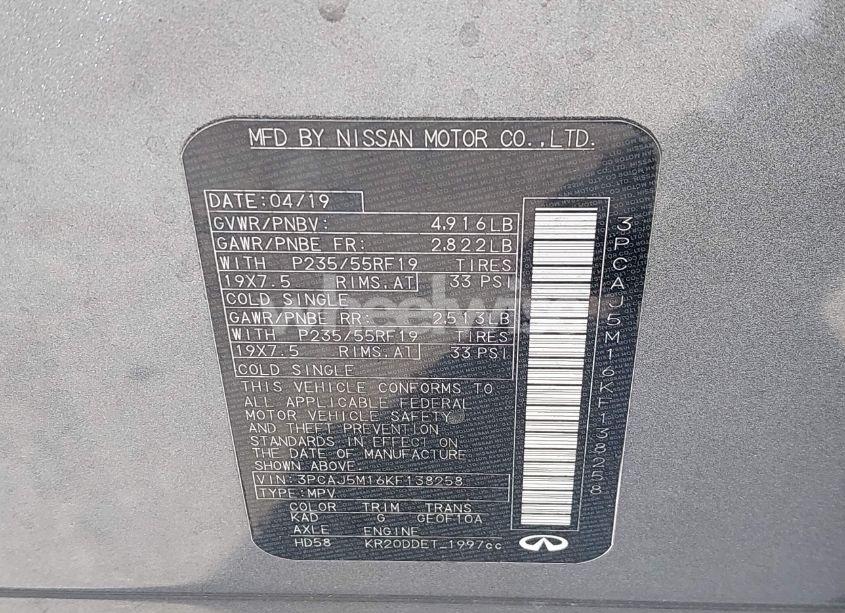 MFD BY NISSAN MOTOR CO.,LTD.
DATE:04/19
GVWR/PNBV: 4,916LB
GAWR/PNBE FR: 2,822LB
WITH P235/55RF19 TIRES
19X7.5 RIMS,AT 33 PSI
COLD SINGLE
GAWR/PNBE RR: 2,513LB
WITH P235/55RF19 TIRES
19X7.5 RIMS,AT 33 PSI
COLD SINGLE
THIS VEHICLE CONFORMS TO
ALL APPLICABLE FEDERAL
MOTOR VEHICLE SAFETY
AND THEFT PREVENTION
STANDARDS IN EFFECT ON
THE DATE OF MANUFACTURE
SHOWN ABOVE.
VIN:3PCAJ5M16KF138258
TYPE:MPV
COLOR TRIM TRANS
KAD G GEOF10A
AXLE ENGINE
HD58 KR20DDET 1997cc
3PCAJ5M16KF138258